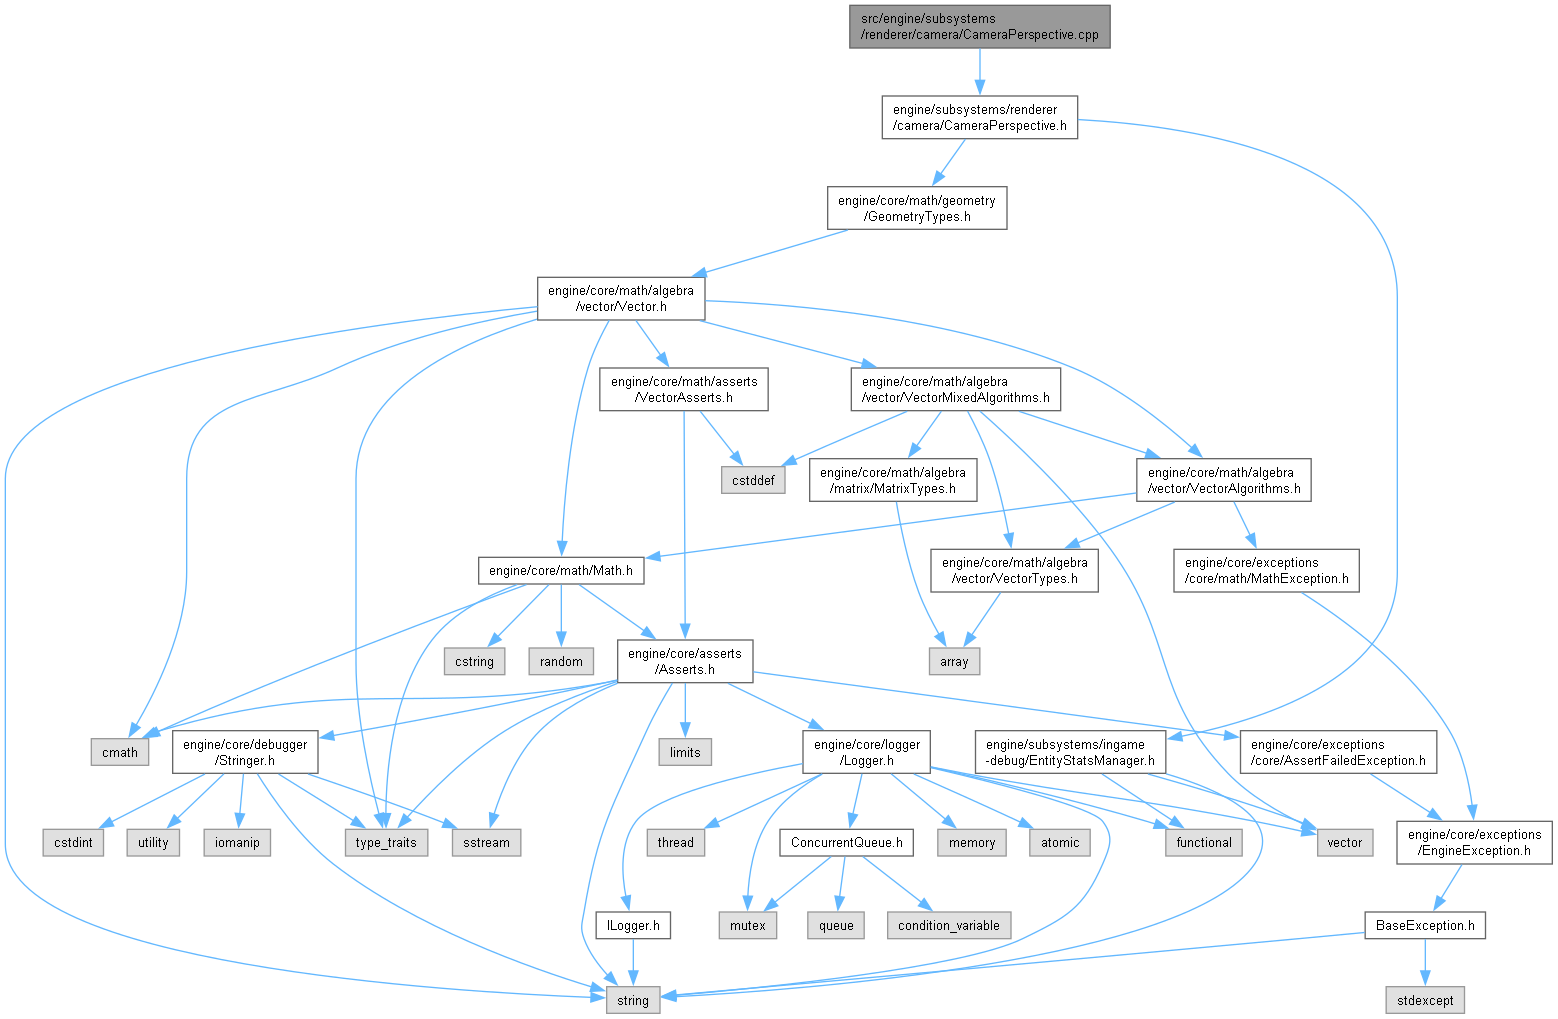 src/engine/subsystems
/renderer/camera/CameraPerspective.cpp
engine/subsystems/renderer
/camera/CameraPerspective.h
engine/core/math/geometry
/GeometryTypes.h
engine/core/math/algebra
/vector/Vector.h
engine/core/math/asserts
/VectorAsserts.h
engine/core/math/algebra
/vector/VectorMixedAlgorithms.h
cstddef
engine/core/math/algebra
/matrix/MatrixTypes.h
engine/core/math/algebra
/vector/VectorAlgorithms.h
engine/core/math/Math.h
engine/core/math/algebra
/vector/VectorTypes.h
engine/core/exceptions
/core/math/MathException.h
cstring
random
engine/core/asserts
/Asserts.h
array
cmath
engine/core/debugger
/Stringer.h
limits
engine/core/logger
/Logger.h
engine/subsystems/ingame
-debug/EntityStatsManager.h
engine/core/exceptions
/core/AssertFailedException.h
cstdint
utility
iomanip
type_traits
sstream
thread
ConcurrentQueue.h
memory
atomic
functional
vector
engine/core/exceptions
/EngineException.h
ILogger.h
mutex
queue
condition_variable
BaseException.h
string
stdexcept